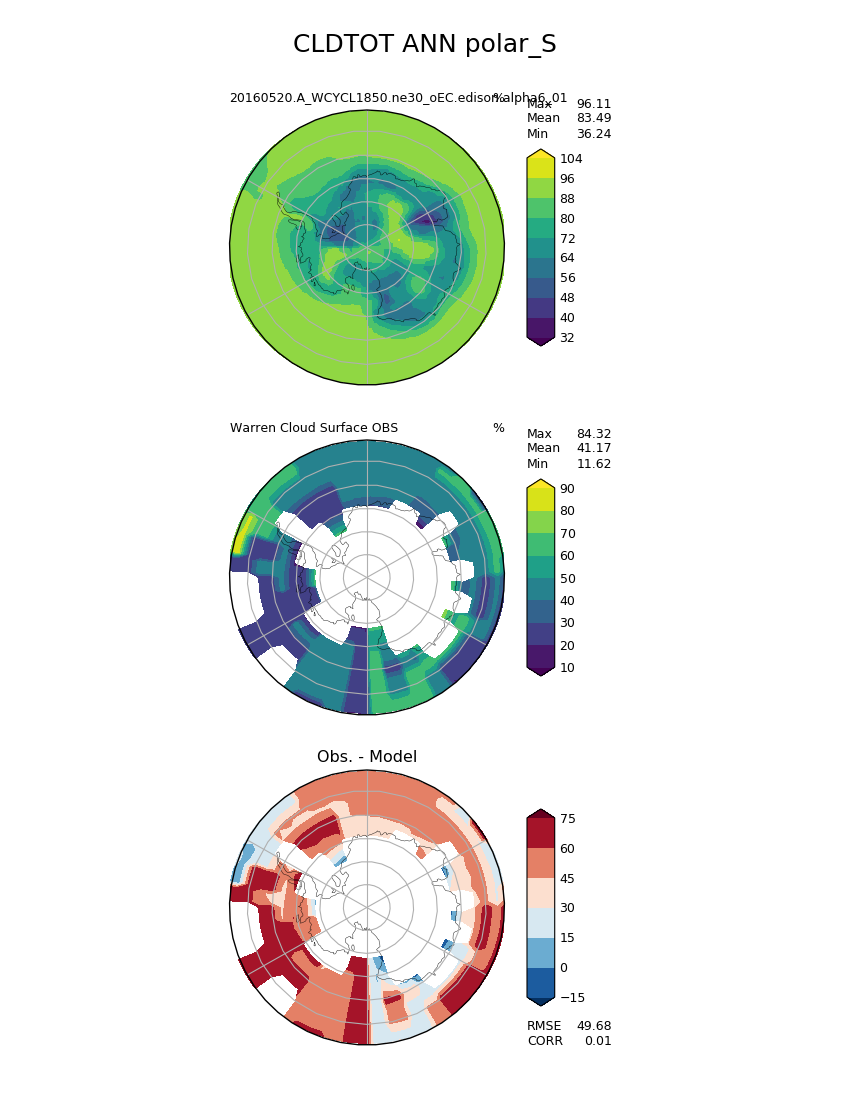 CLDTOT ANN polar_S
20160520.A_WCYCL1850.ne30_oEC.edison.alpha6_01 %
Max 96.11
Mean 83.49
Min 36.24
104
96
88
80
72
64
56
48
40
32
Warren Cloud Surface OBS %
Max 84.32
Mean 41.17
Min 11.62
90
80
70
60
50
40
30
20
10
Obs. - Model
75
60
45
30
15
0
−15
RMSE 49.68
CORR 0.01